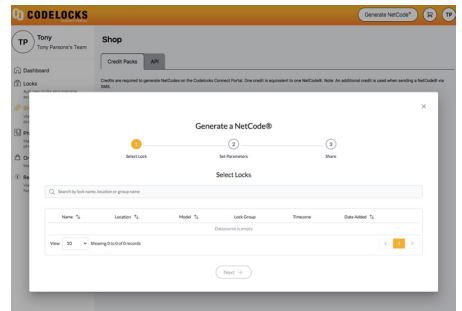 CODELOCKS
Generate NetCode®
TP
TP
Tony
Tony Parsons's Team
Shop
Credit Packs
API
Dashboard
Credits are required to generate NetCodes on the Codelocks Connect Portal. One credit is equivalent to one NetCode®. Note: An additional credit is used when sending a NetCode® via SMS.
Locks
Generate a NetCode®
1
2
3
Select Lock
Set Parameters
Share
Select Locks
Search by lock name, location or group name
Name
Location
Model
Lock Group
Timezone
Date Added
Datasource is empty
View
10
Showing 0 to 0 of 0 records
1
Next